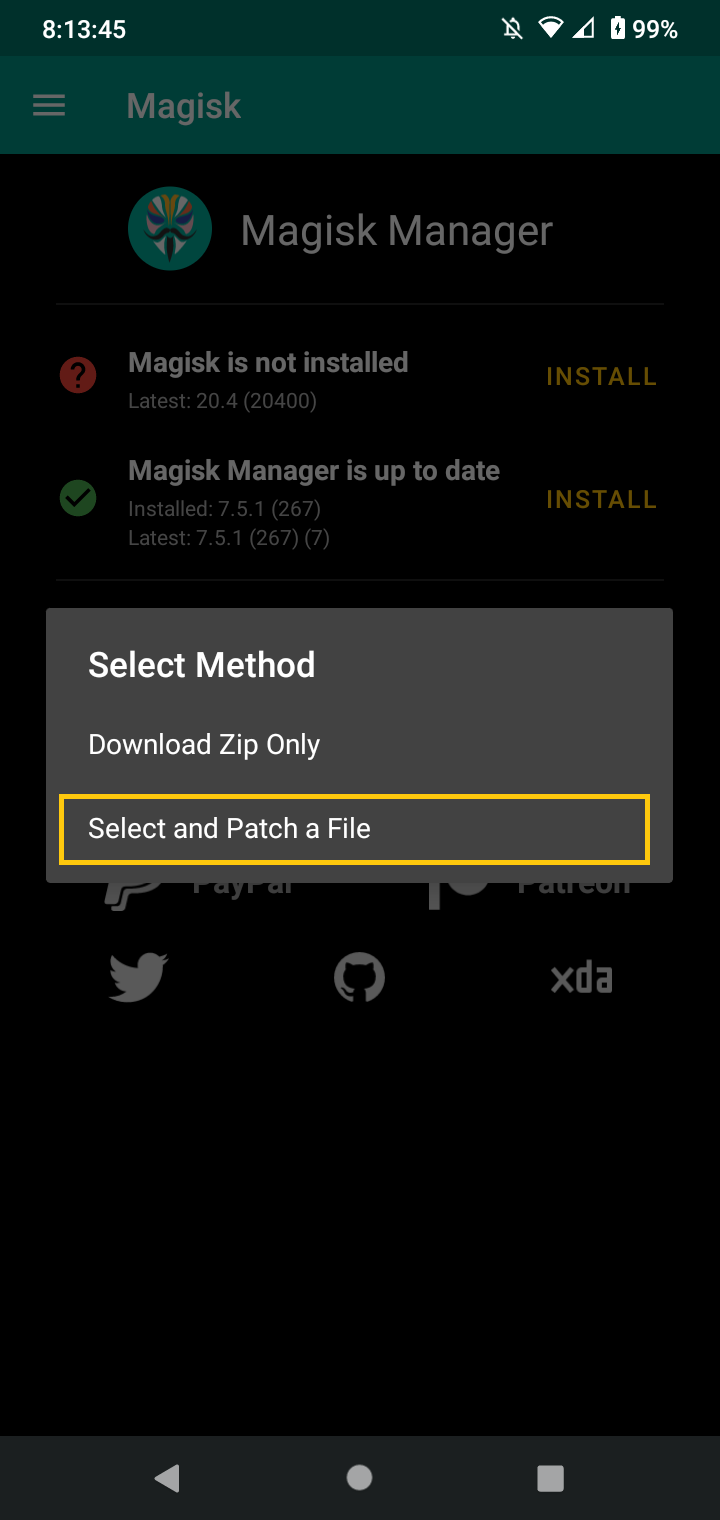 8:13:45
99%
Magisk
Magisk Manager
Magisk is not installed
INSTALL
Latest: 20.4 (20400)
Magisk Manager is up to date
Installed: 7.5.1 (267)
INSTALL
Latest: 7.5.1 (267) (7)
Select Method
Download Zip Only
Select and Patch a File
PayPal
Patreon
xda